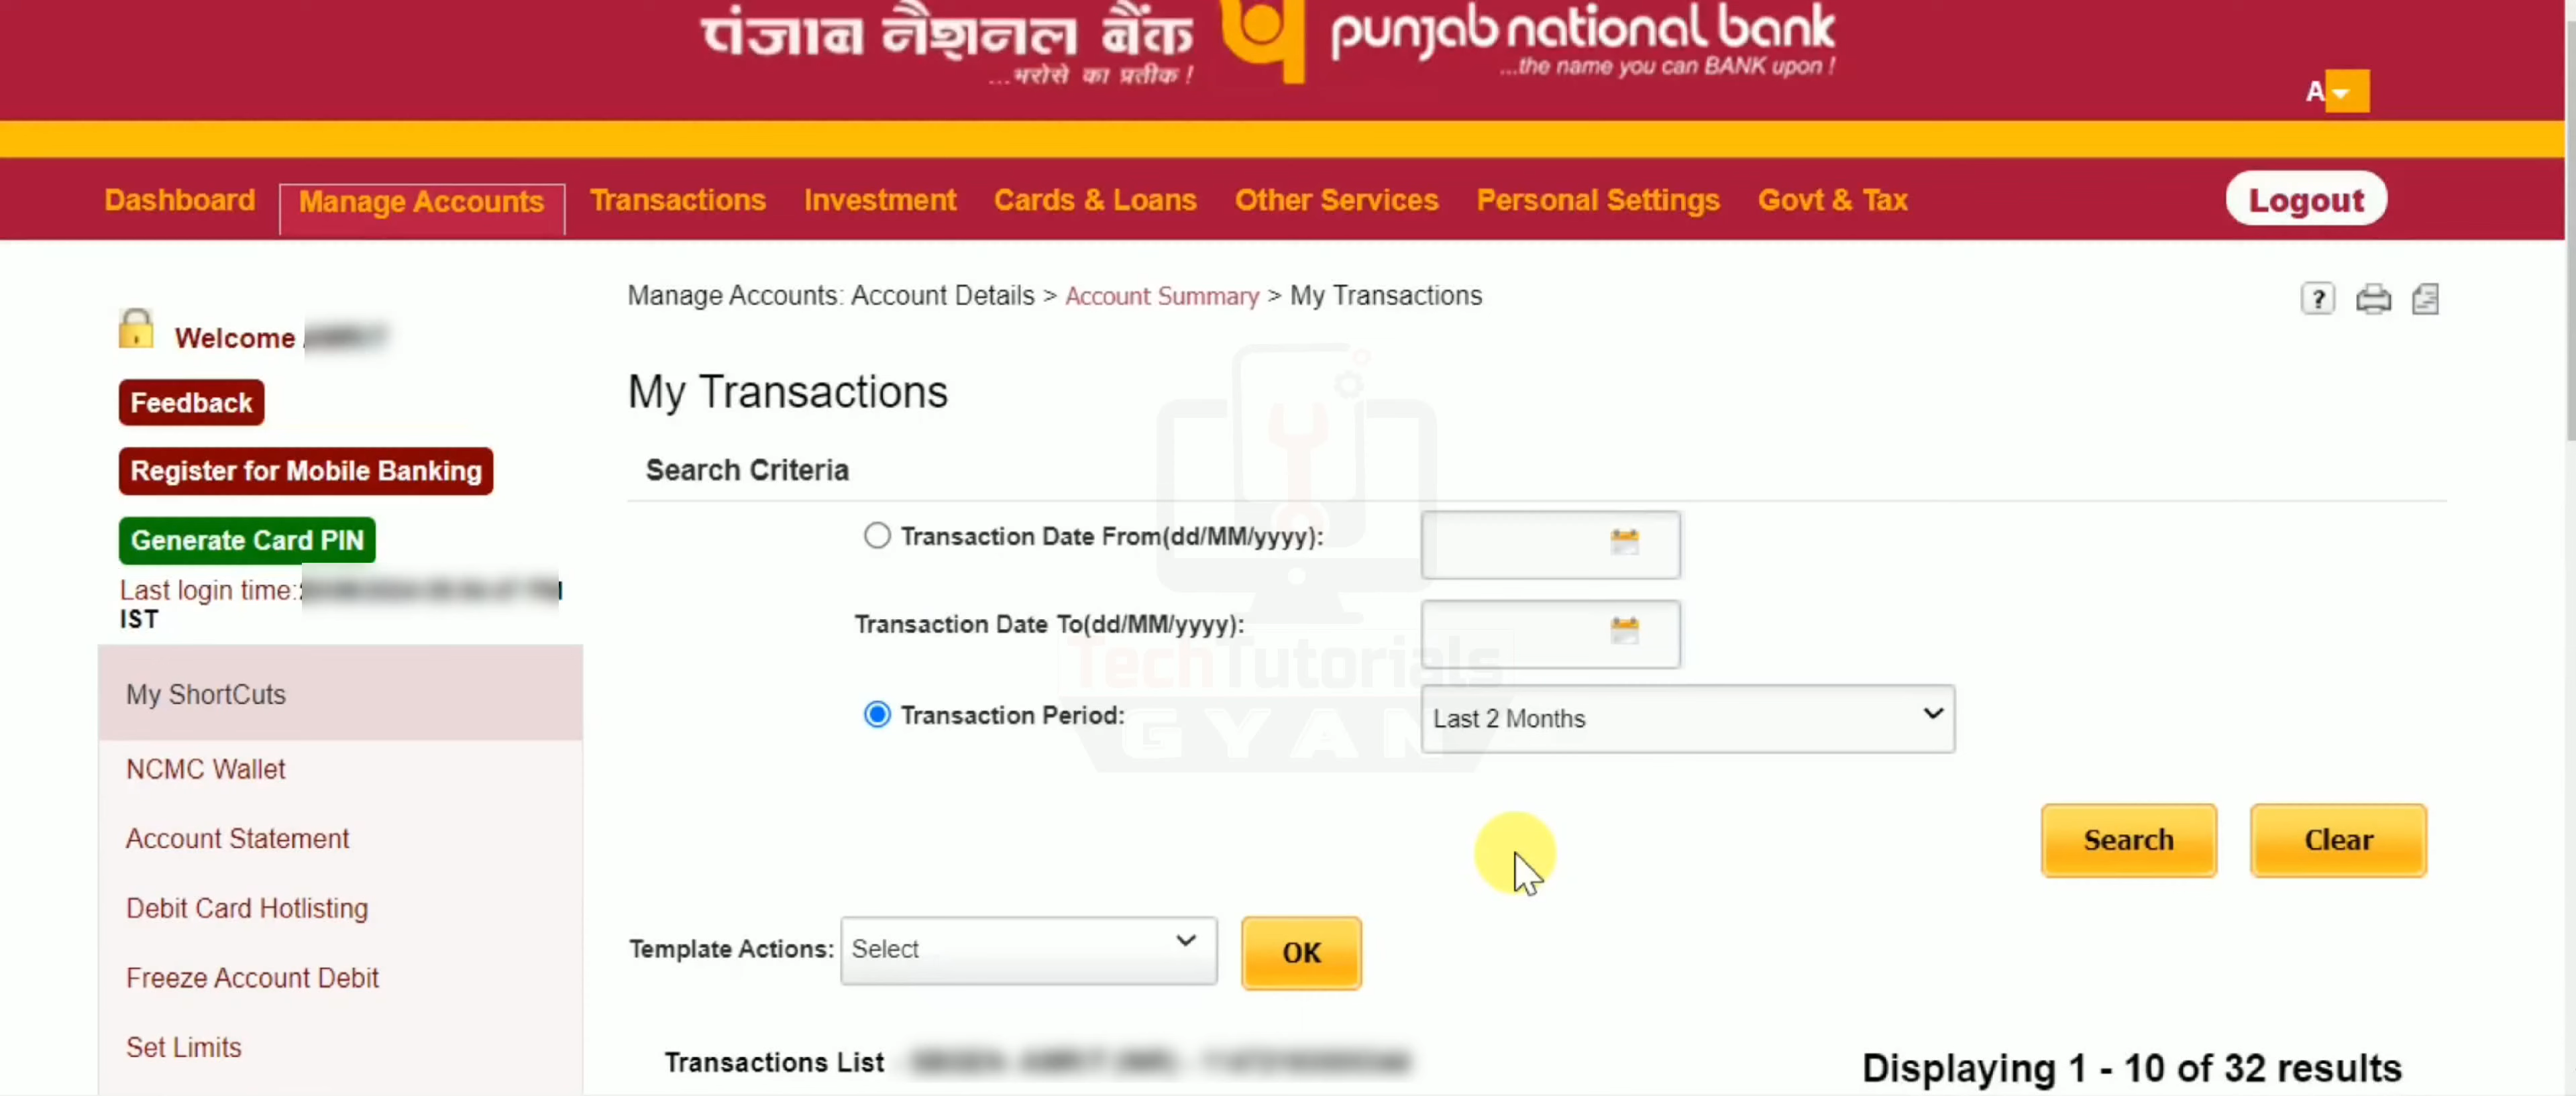 पंजाब नैशनल बैंक
...भरोसे का प्रतीक !
punjab national bank
...the name you can BANK upon !
A
Dashboard
Manage Accounts
Transactions
Investment
Cards & Loans
Other Services
Personal Settings
Govt & Tax
Logout
Welcome
Feedback
Register for Mobile Banking
Generate Card PIN
Last login time:
IST
My ShortCuts
NCMC Wallet
Account Statement
Debit Card Hotlisting
Freeze Account Debit
Set Limits
Manage Accounts: Account Details > Account Summary > My Transactions
?
My Transactions
Search Criteria
Transaction Date From(dd/MM/yyyy):
Transaction Date To(dd/MM/yyyy):
Transaction Period: Last 2 Months
TechTutorials
GYAN
Search
Clear
Template Actions: Select
OK
Transactions List
Displaying 1 - 10 of 32 results